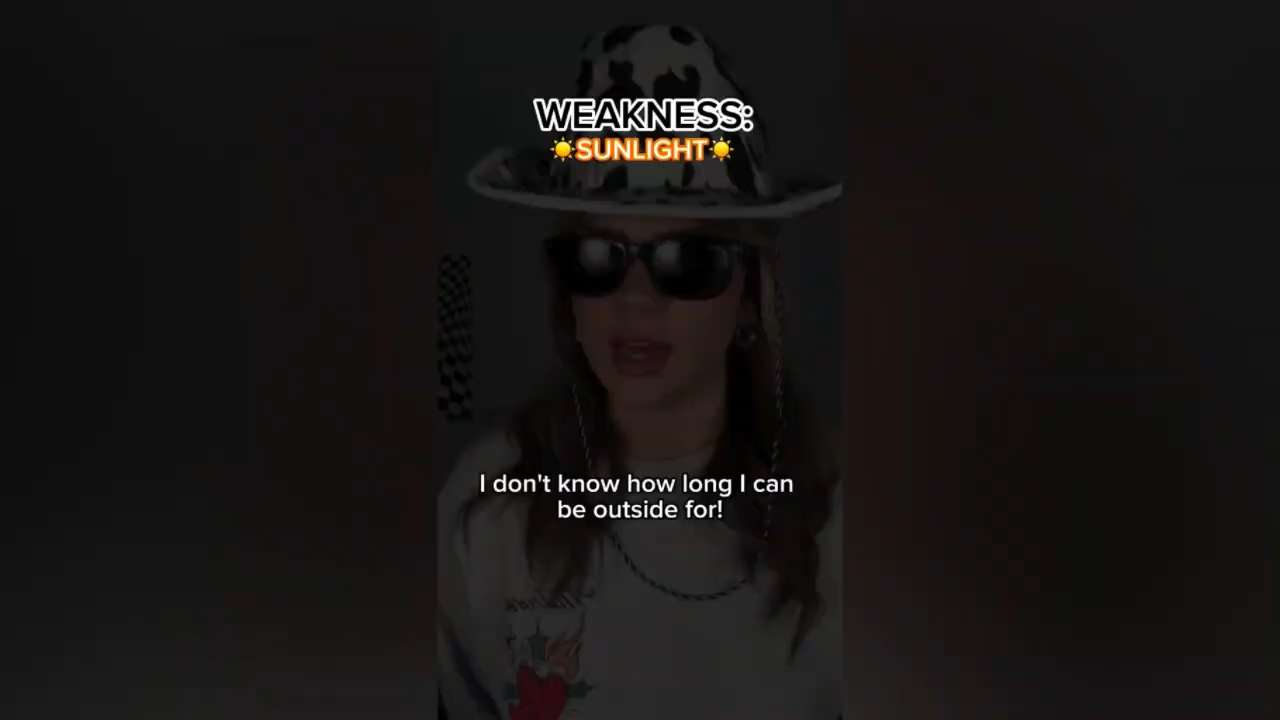 WEAKNESS:
☀️SUNLIGHT☀️
I don't know how long I can
be outside for!